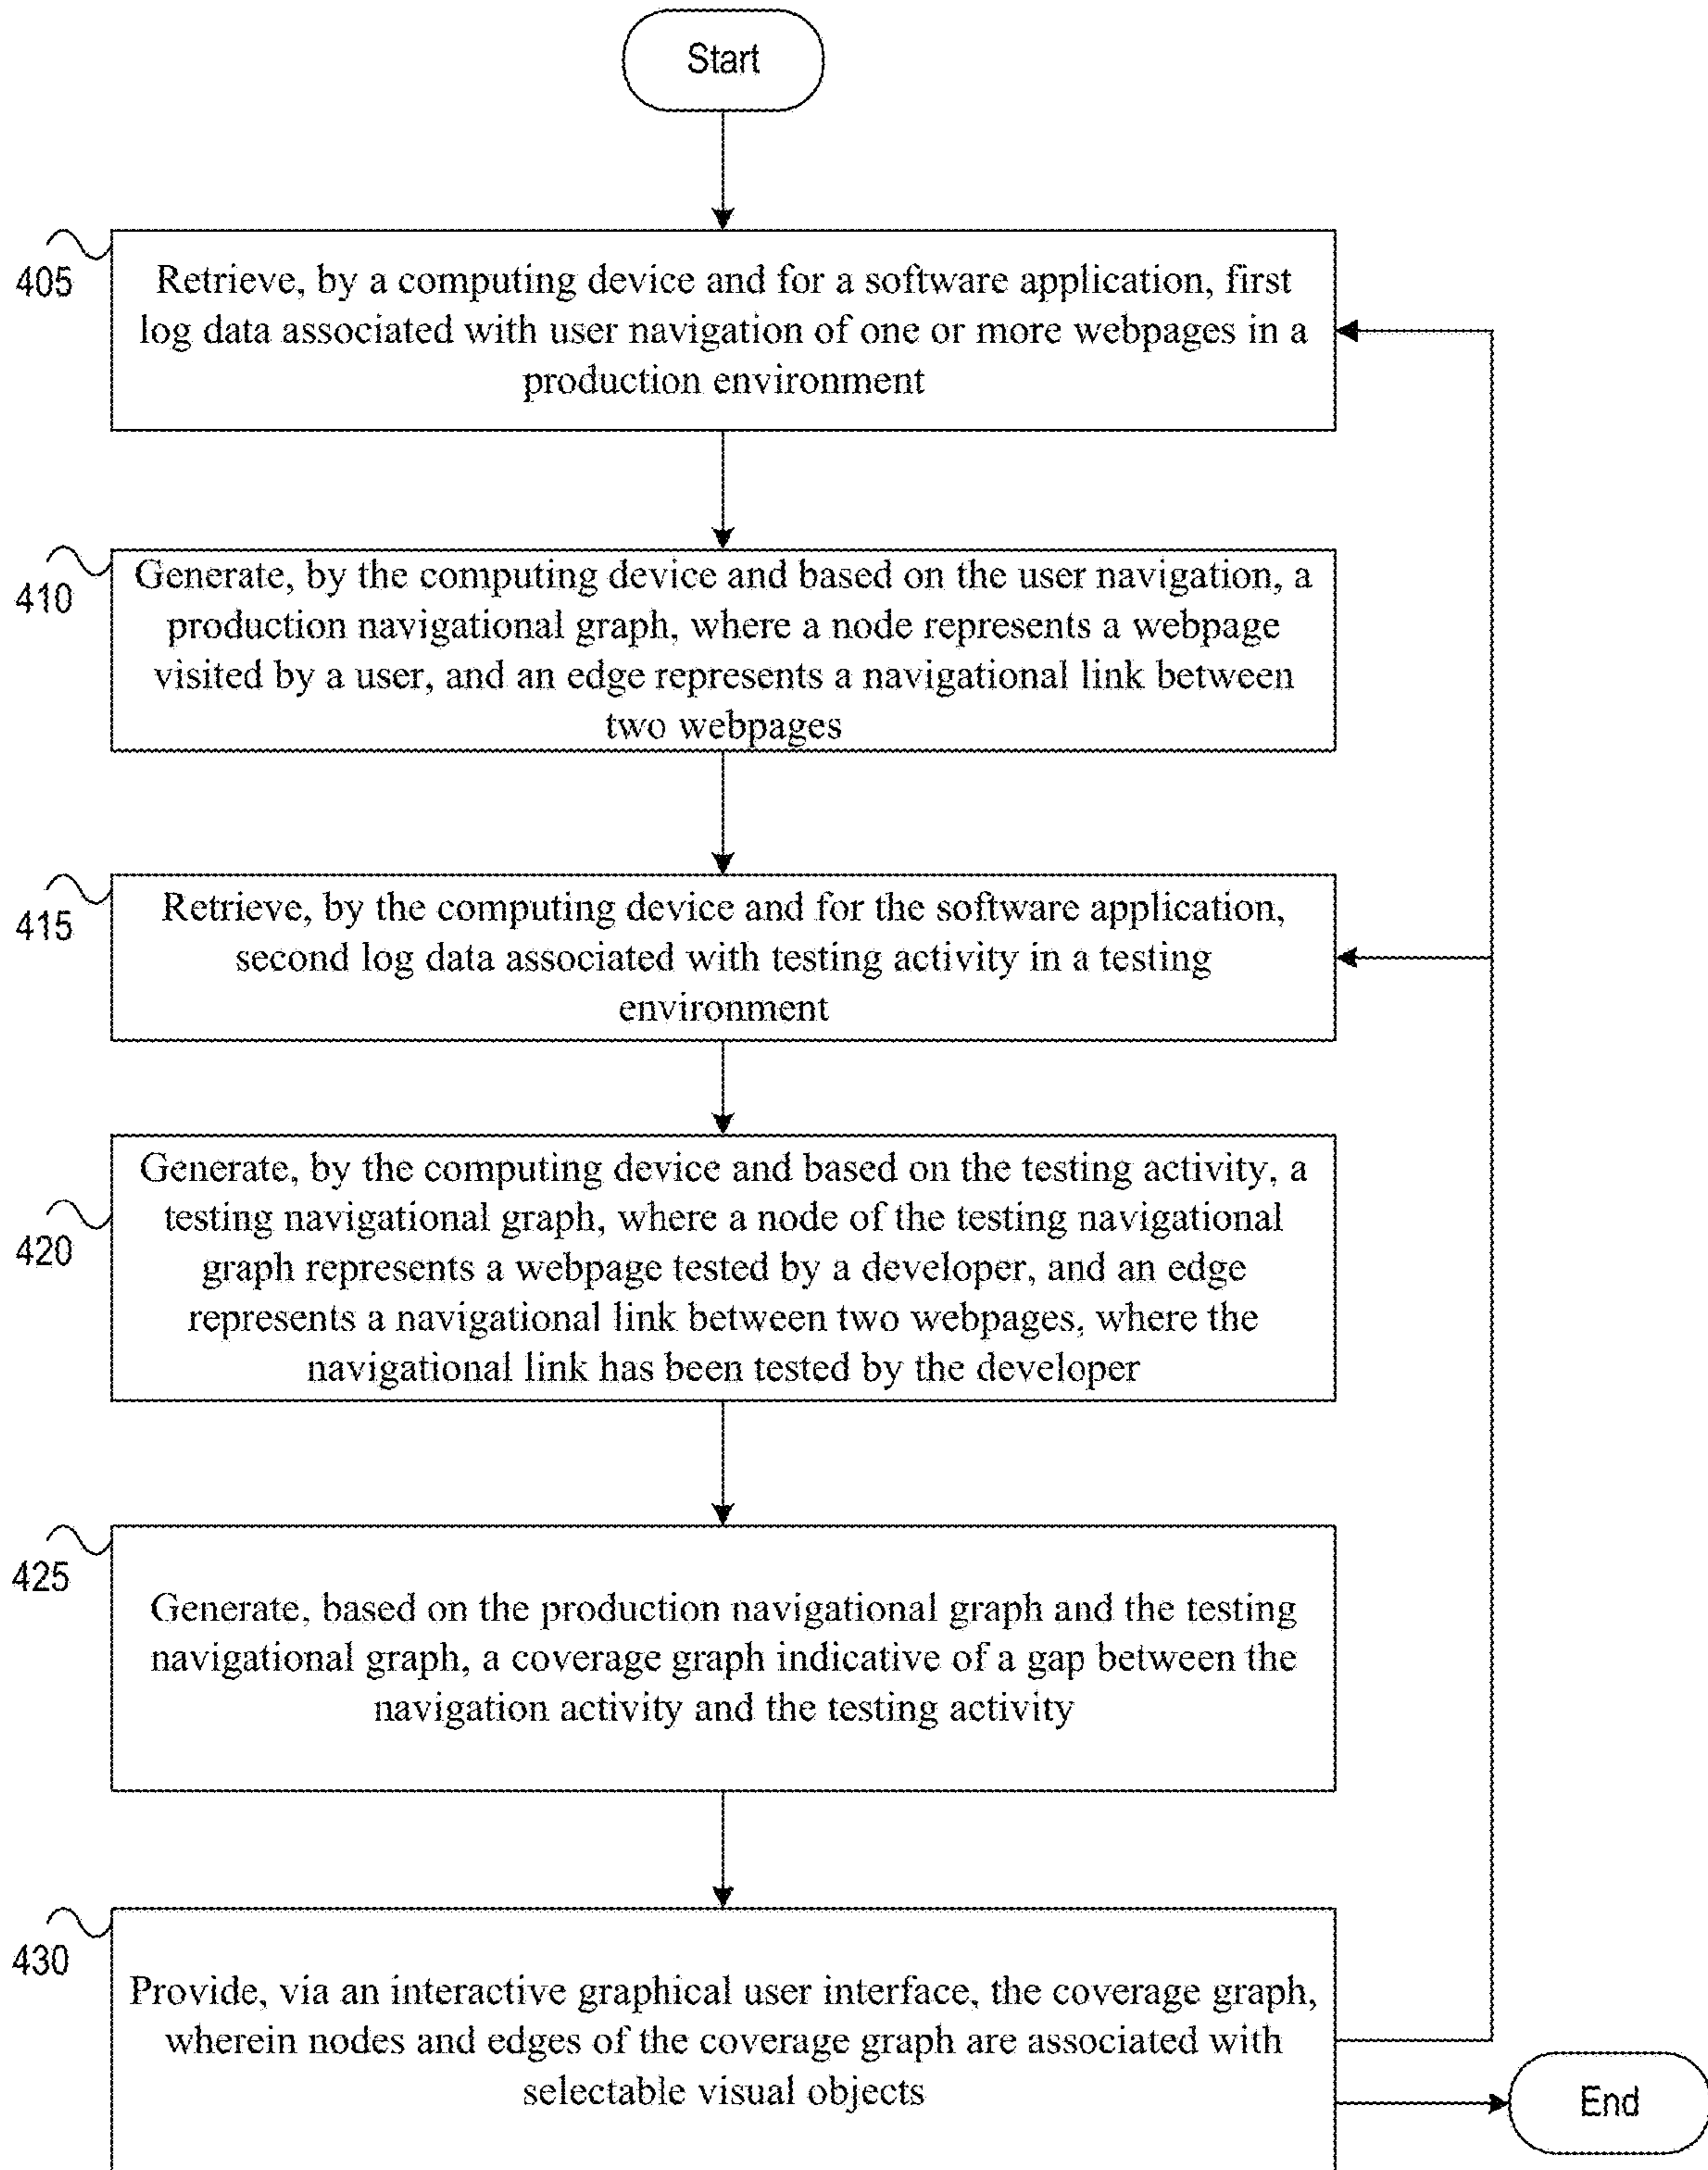 Start
405
Retrieve, by a computing device and for a software application, first
log data associated with user navigation of one or more webpages in a
production environment
410
Generate, by the computing device and based on the user navigation, a
production navigational graph, where a node represents a webpage
visited by a user, and an edge represents a navigational link between
two webpages
415
Retrieve, by the computing device and for the software application,
second log data associated with testing activity in a testing
environment
420
Generate, by the computing device and based on the testing activity, a
testing navigational graph, where a node of the testing navigational
graph represents a webpage tested by a developer, and an edge
represents a navigational link between two webpages, where the
navigational link has been tested by the developer
425
Generate, based on the production navigational graph and the testing
navigational graph, a coverage graph indicative of a gap between the
navigation activity and the testing activity
430
Provide, via an interactive graphical user interface, the coverage graph,
wherein nodes and edges of the coverage graph are associated with
selectable visual objects
End